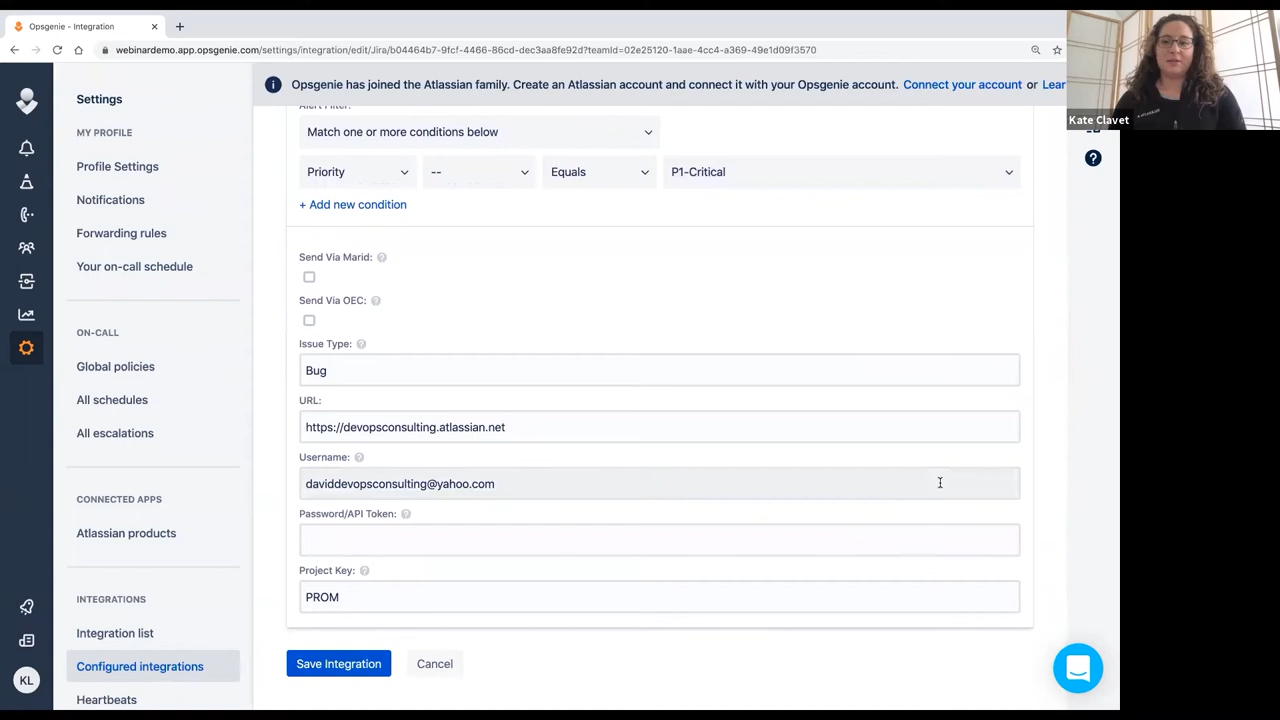 Opsgenie - Integration
webinardemo.app.opsgenie.com/settings/integration/edit/Jira/b04464b7-9fcf-4466-86cd-dec3aa8fe92d?teamId=02e25120-1aae-4cc4-a369-49e1d09f3570
Kate Clavet
Settings
MY PROFILE
Profile Settings
Notifications
Forwarding rules
Your on-call schedule
ON-CALL
Global policies
All schedules
All escalations
CONNECTED APPS
Atlassian products
INTEGRATIONS
Integration list
Configured integrations
Heartbeats
KL
Opsgenie has joined the Atlassian family. Create an Atlassian account and connect it with your Opsgenie account. Connect your account or Lear
Alert Filter:
Match one or more conditions below
Priority -- Equals P1-Critical
+ Add new condition
Send Via Marid:
Send Via OEC:
Issue Type:
Bug
URL:
https://devopsconsulting.atlassian.net
Username:
daviddevopsconsulting@yahoo.com
Password/API Token:
Project Key:
PROM
Save Integration Cancel